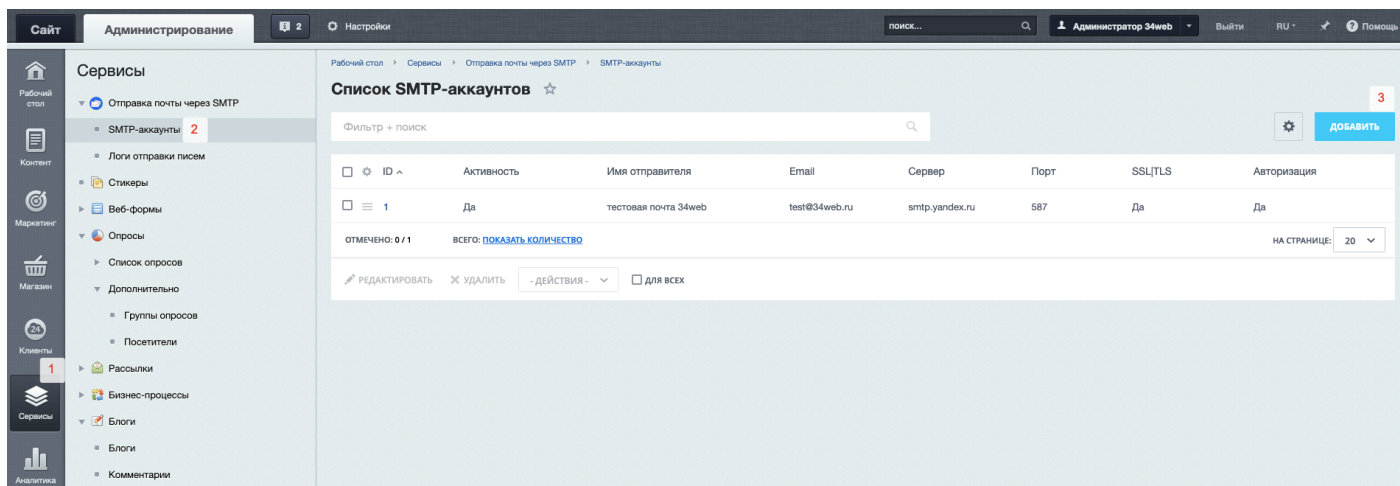 Сайт
Администрирование
2
Настройки
поиск...
Администратор 34web
Выйти
RU
Помощь
Рабочий стол
Контент
Маркетинг
Магазин
24
Клиенты
1
Сервисы
Аналитика
Сервисы
Отправка почты через SMTP
SMTP-аккаунты 2
Логи отправки писем
Стикеры
Веб-формы
Опросы
Список опросов
Дополнительно
Группы опросов
Посетители
Рассылки
Бизнес-процессы
Блоги
Блоги
Комментарии
Рабочий стол Сервисы Отправка почты через SMTP SMTP-аккаунты
Список SMTP-аккаунтов
3
Фильтр + поиск
ДОБАВИТЬ
ID Активность Имя отправителя Email Сервер Порт SSL|TLS Авторизация
1 Да тестовая почта 34web test@34web.ru smtp.yandex.ru 587 Да Да
ОТМЕЧЕНО: 0 / 1 ВСЕГО: ПОКАЗАТЬ КОЛИЧЕСТВО НА СТРАНИЦЕ: 20
РЕДАКТИРОВАТЬ УДАЛИТЬ - ДЕЙСТВИЯ - ДЛЯ ВСЕХ